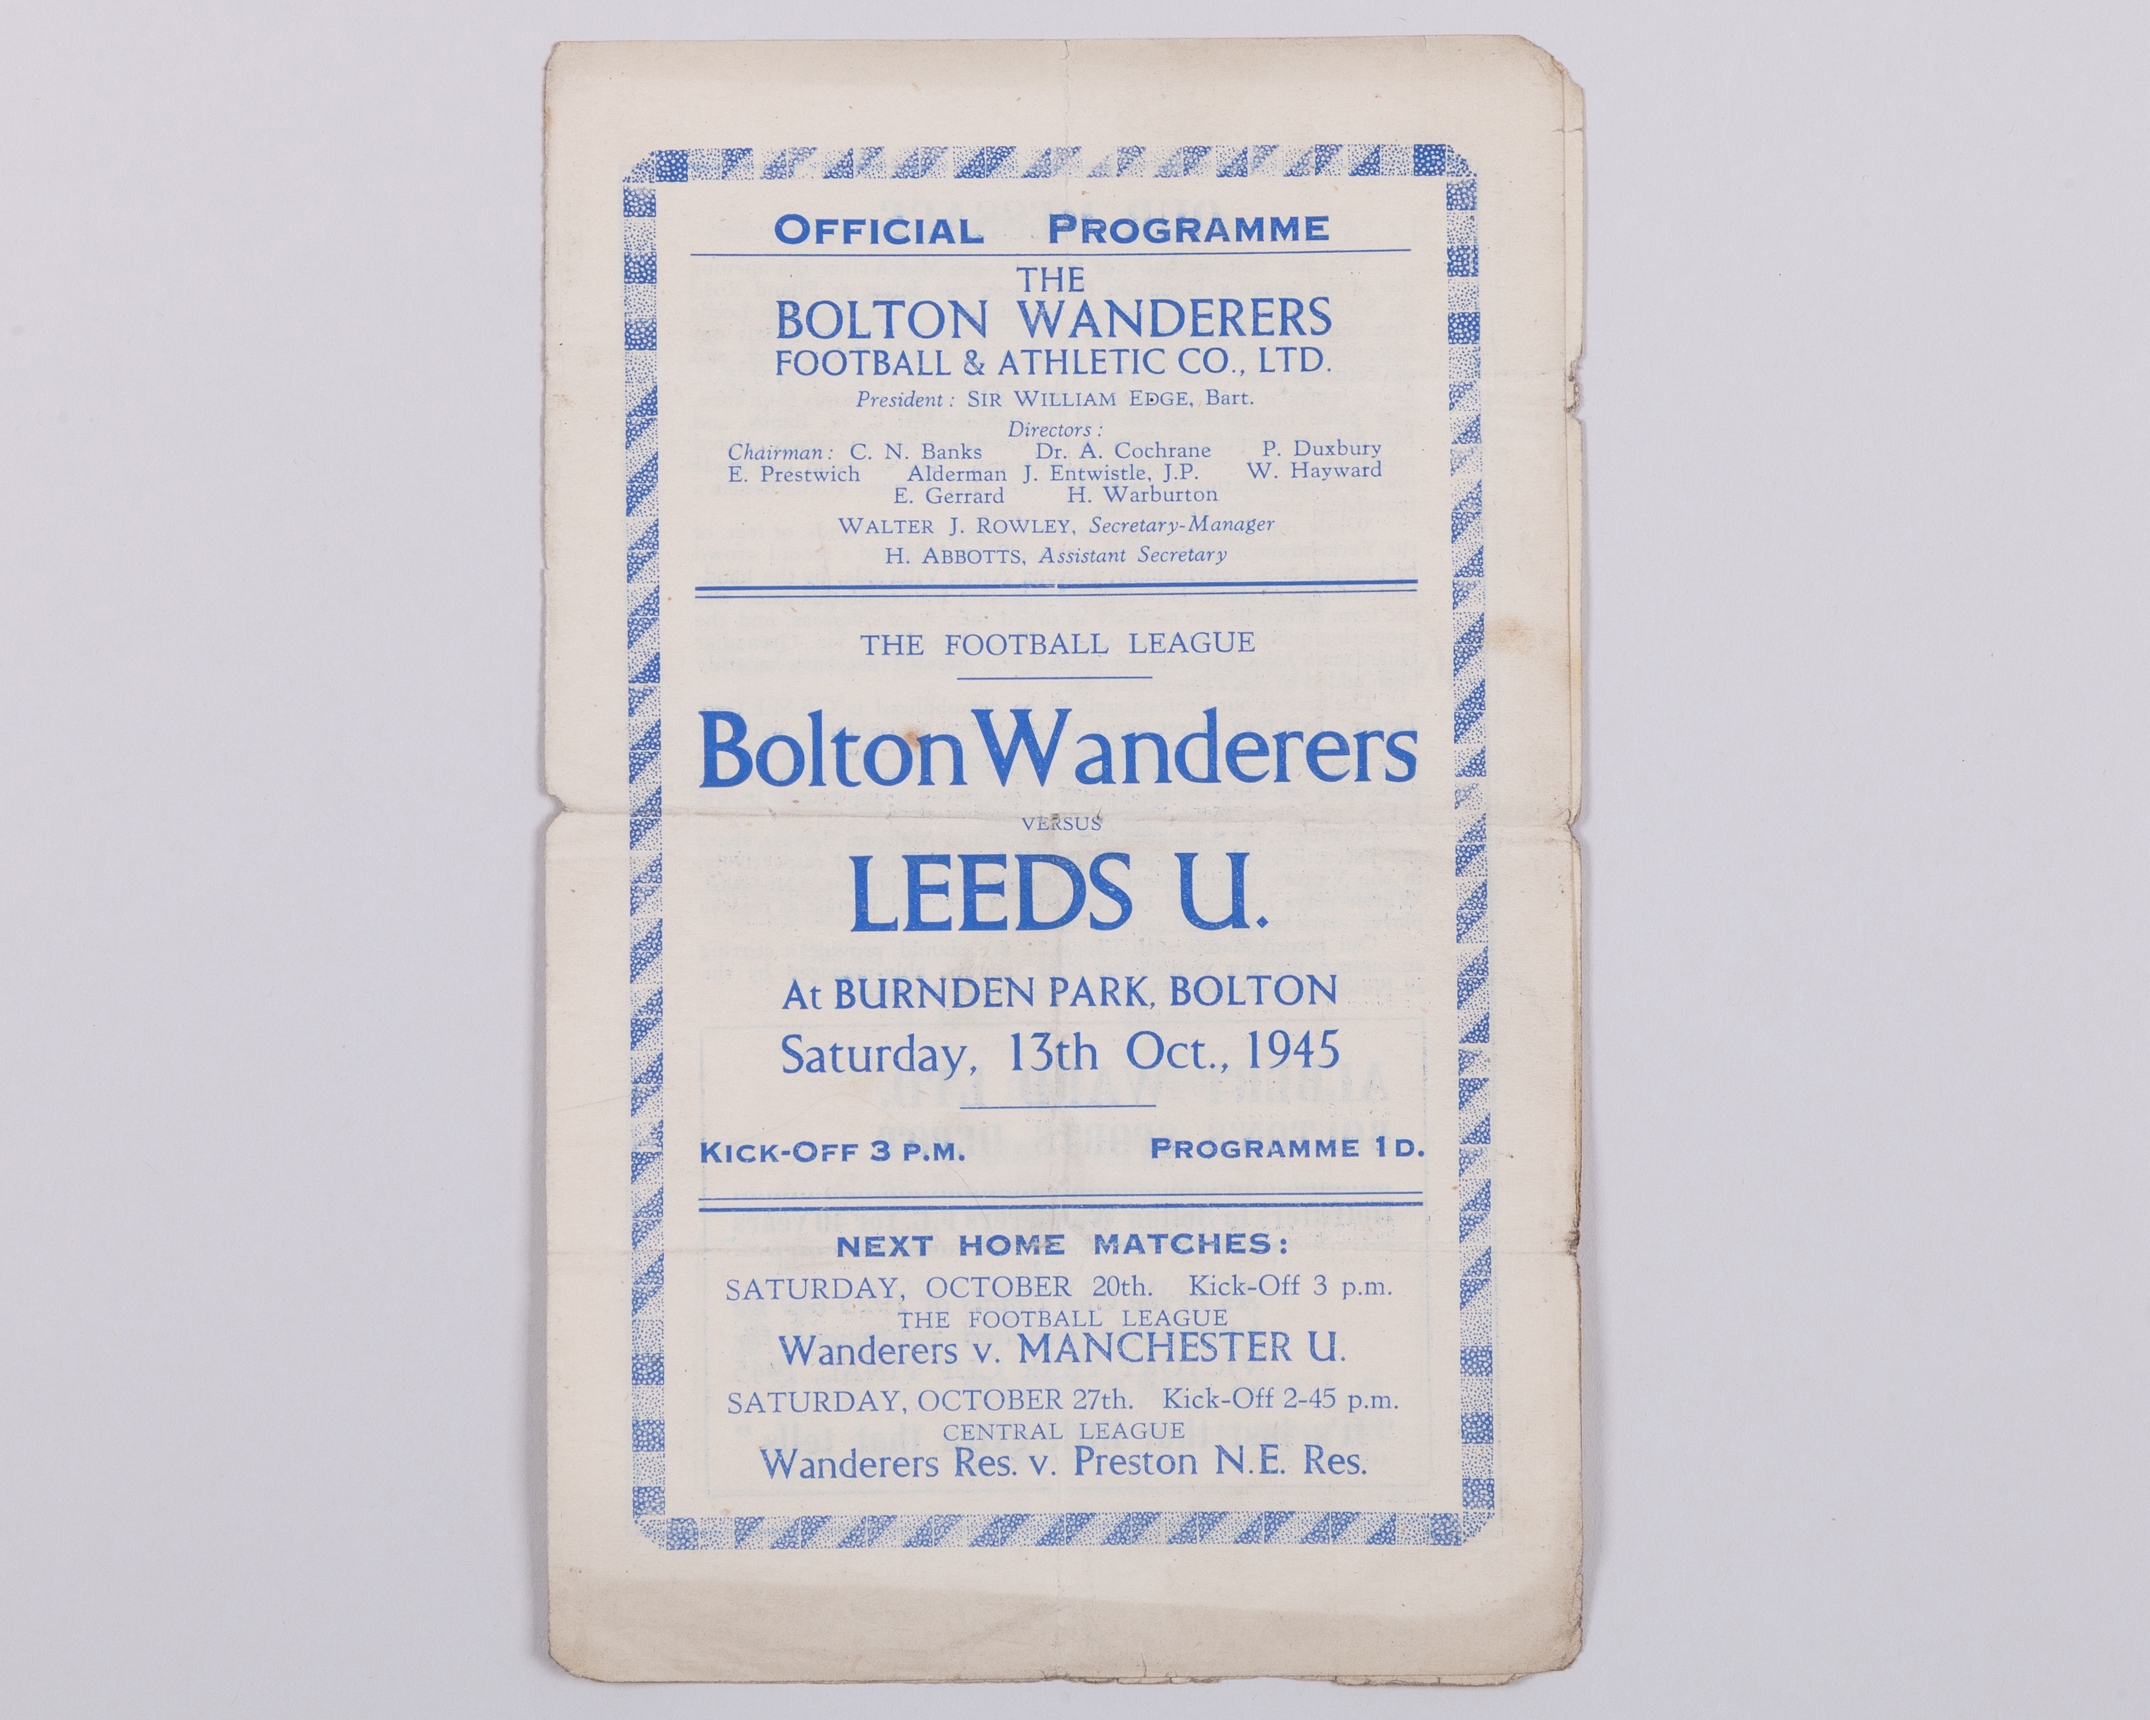 OFFICIAL PROGRAMME
THE
BOLTON WANDERERS
FOOTBALL & ATHLETIC CO., LTD.
President: SIR WILLIAM EDGE, Bart.
Directors:
Chairman: C. N. Banks Dr. A. Cochrane P. Duxbury
E. Prestwich Alderman J. Entwistle, J.P. W. Hayward
E. Gerrard H. Warburton
WALTER J. ROWLEY, Secretary-Manager
H. ABBOTTS, Assistant Secretary
THE FOOTBALL LEAGUE
Bolton Wanderers
VERSUS
LEEDS U.
At BURNDEN PARK, BOLTON
Saturday, 13th Oct., 1945
KICK-OFF 3 P.M. PROGRAMME 1D.
NEXT HOME MATCHES:
SATURDAY, OCTOBER 20th. Kick-Off 3 p.m.
THE FOOTBALL LEAGUE
Wanderers v. MANCHESTER U.
SATURDAY, OCTOBER 27th. Kick-Off 2-45 p.m.
CENTRAL LEAGUE
Wanderers Res. v. Preston N.E. Res.